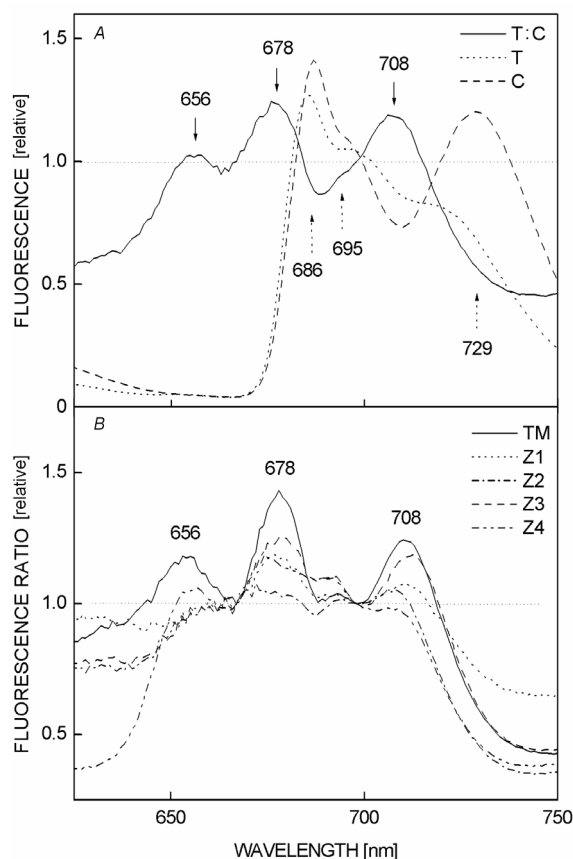 A
T:C
T
C
656
678
708
686
695
729
1.5
1.0
0.5
0
FLUORESCENCE [relative]
B
TM
Z1
Z2
Z3
Z4
656
678
708
1.5
1.0
0.5
FLUORESCENCE RATIO [relative]
650
700
750
WAVELENGTH [nm]